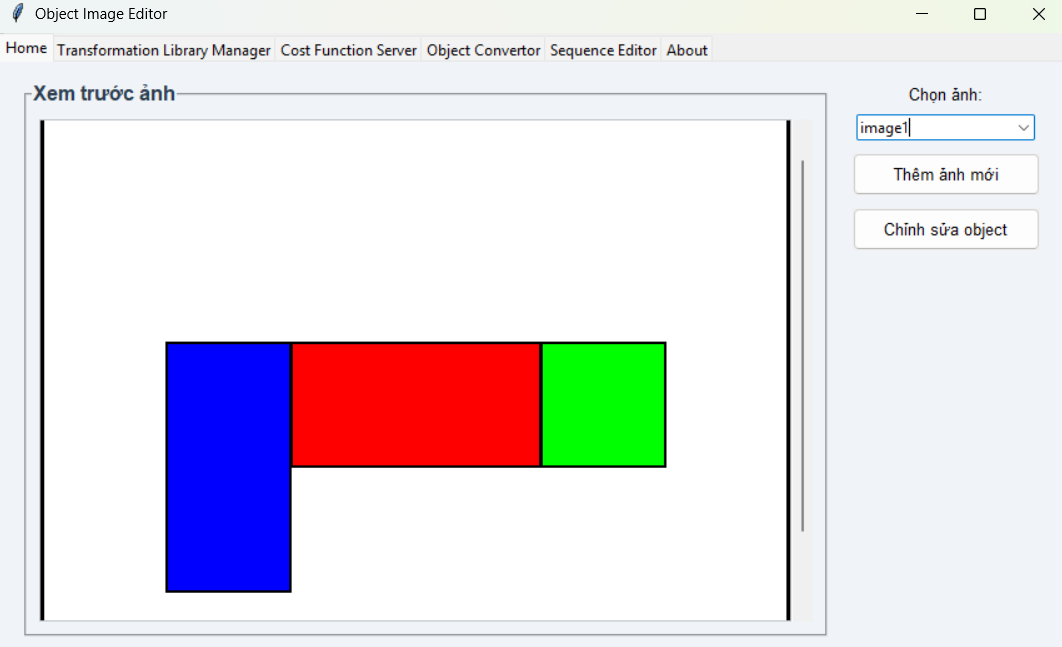 Object Image Editor
Home Transformation Library Manager Cost Function Server Object Convertor Sequence Editor About
Xem trước ảnh
Chọn ảnh:
image1
Thêm ảnh mới
Chỉnh sửa object